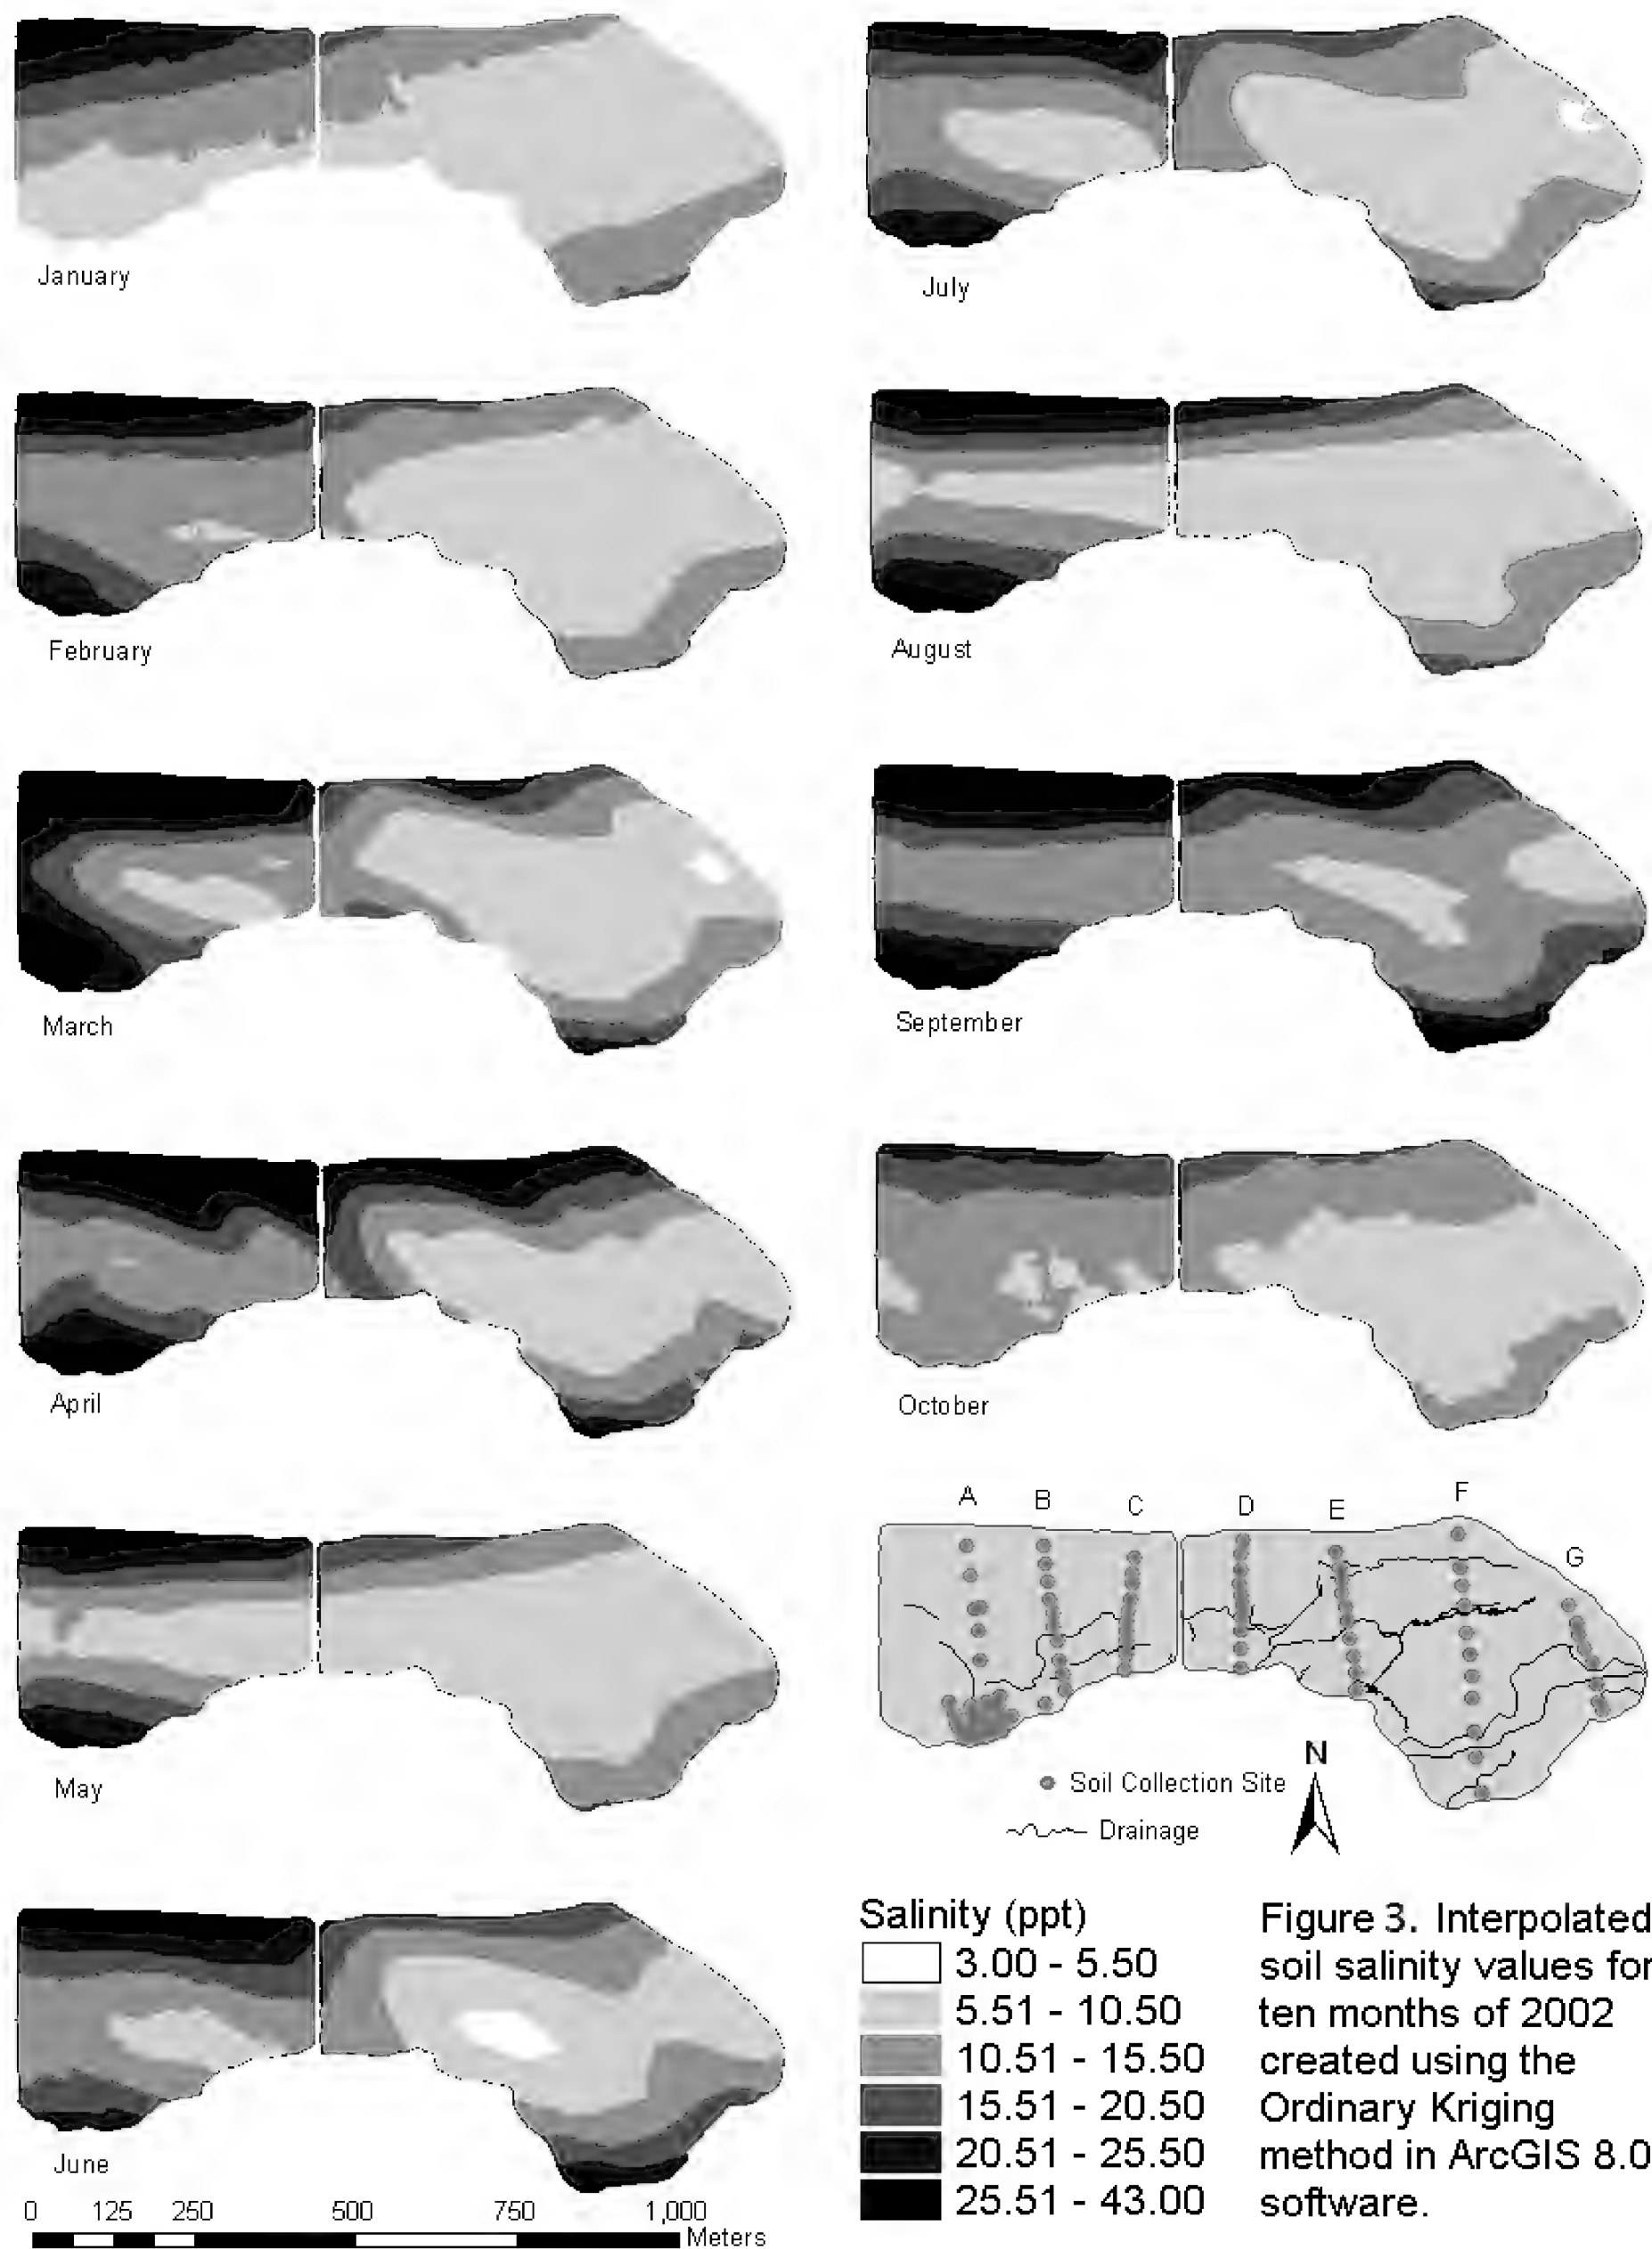 January
July
February
August
March
September
April
October
May
A
B
C
D
E
F
G
N
Soil Collection Site
Drainage
June
0 125 250 500 750 1,000
Meters
Salinity (ppt)
3.00 - 5.50
5.51 - 10.50
10.51 - 15.50
15.51 - 20.50
20.51 - 25.50
25.51 - 43.00
Figure 3. Interpolated
soil salinity values for
ten months of 2002
created using the
Ordinary Kriging
method in ArcGIS 8.0
software.